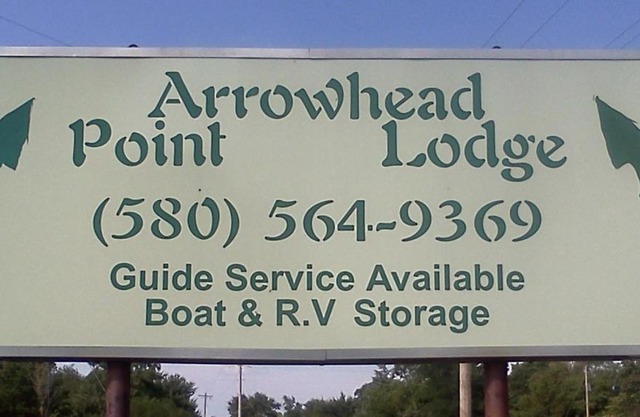 Arrowhead
Point Lodge
(580) 564-9369
Guide Service Available
Boat & R.V Storage